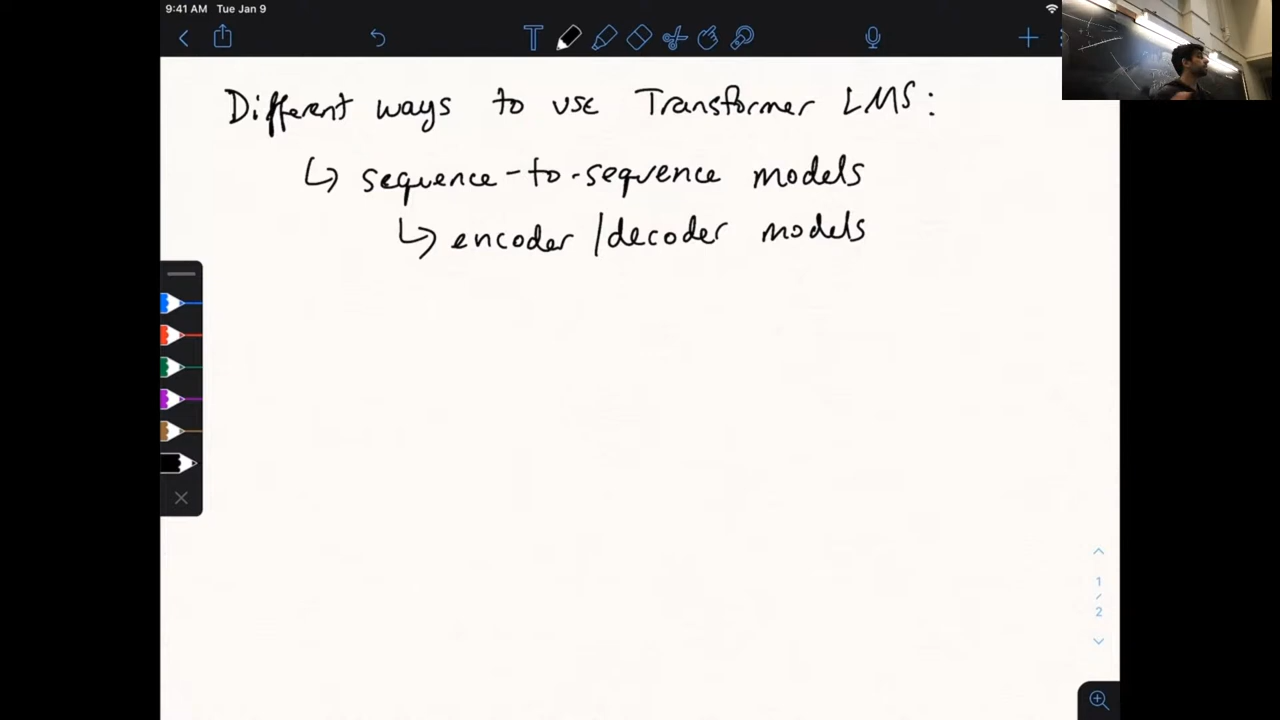 9:41 AM Tue Jan 9
Different ways to use Transformer LMs:
↳ sequence-to-sequence models
↳ encoder/decoder models
1
/
2